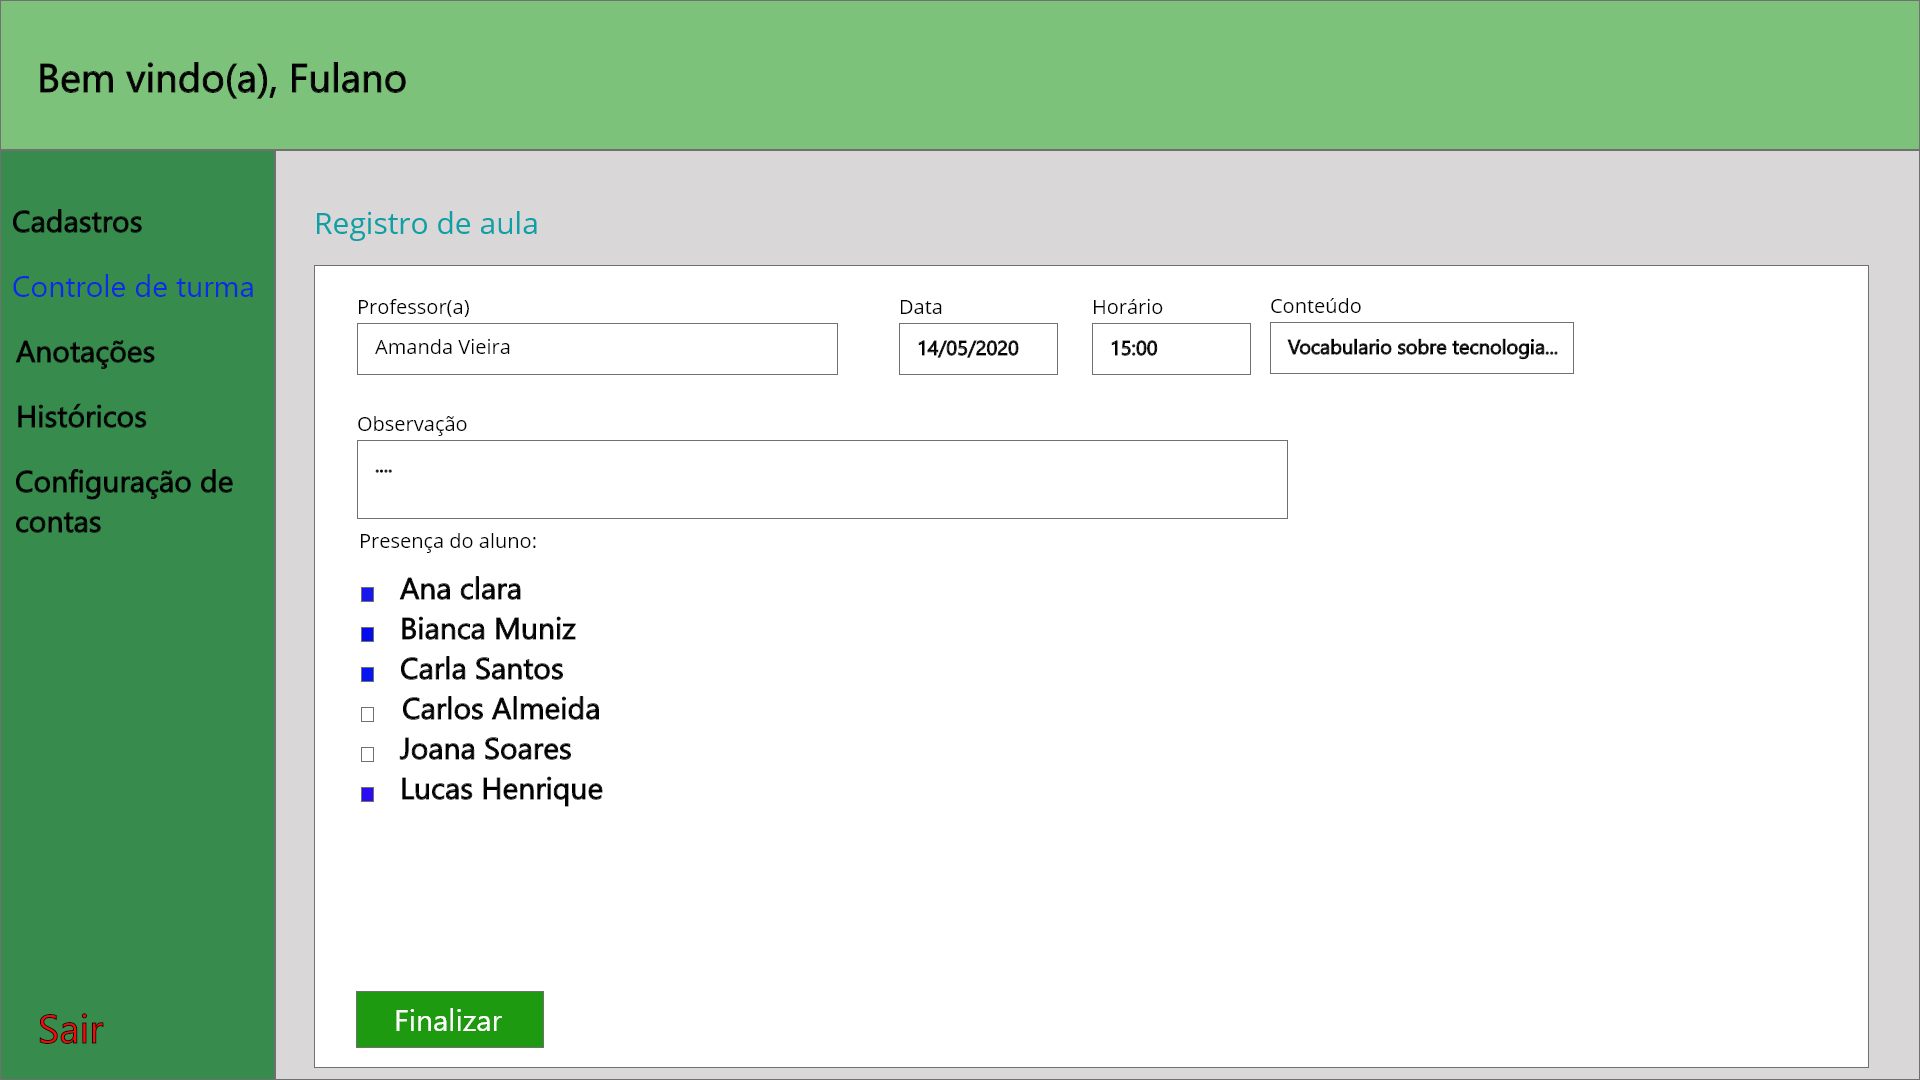 Bem vindo(a), Fulano
Cadastros
Controle de turma
Anotações
Históricos
Configuração de
contas
Sair
Registro de aula
Professor(a)
Amanda Vieira
Data
14/05/2020
Horário
15:00
Conteúdo
Vocabulario sobre tecnologia...
Observação
....
Presença do aluno:
Ana clara
Bianca Muniz
Carla Santos
Carlos Almeida
Joana Soares
Lucas Henrique
Finalizar